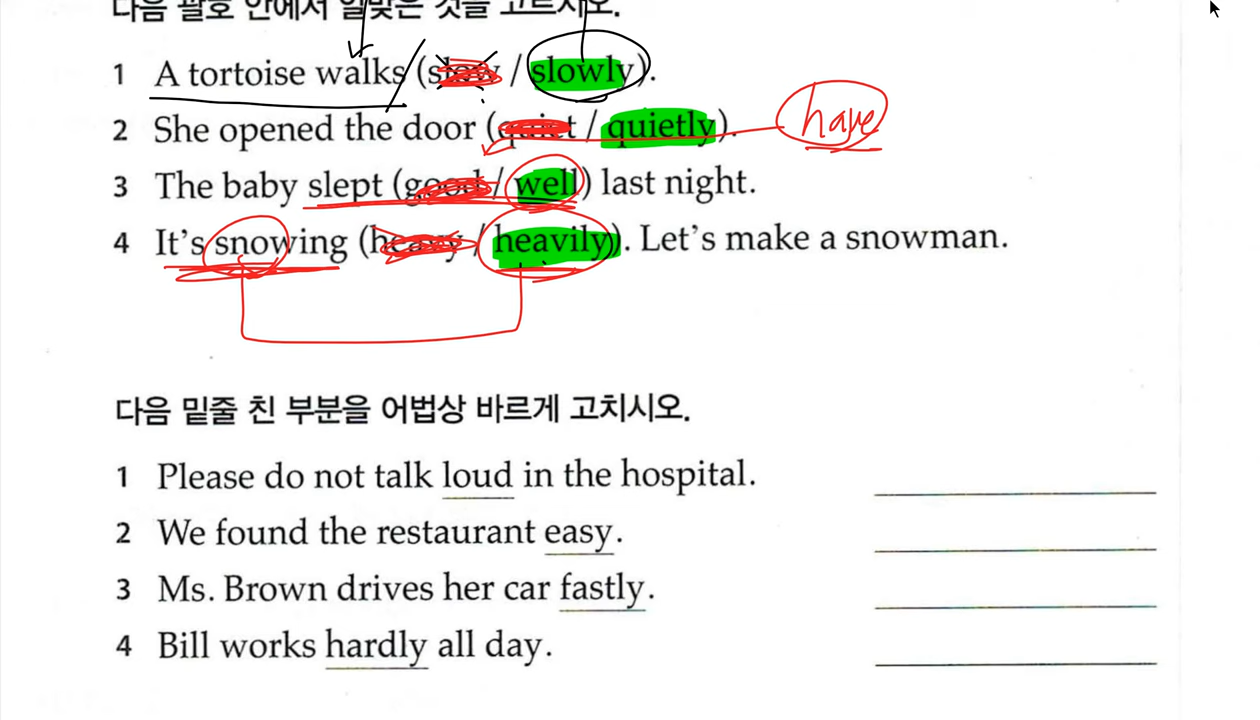 다음 괄호 안에서 알맞은 것을 고르시오.
1 A tortoise walks (slow / slowly).
2 She opened the door (quiet / quietly). have
3 The baby slept (good / well) last night.
4 It's snowing (heavy / heavily). Let's make a snowman.
다음 밑줄 친 부분을 어법상 바르게 고치시오.
1 Please do not talk loud in the hospital.
2 We found the restaurant easy.
3 Ms. Brown drives her car fastly.
4 Bill works hardly all day.